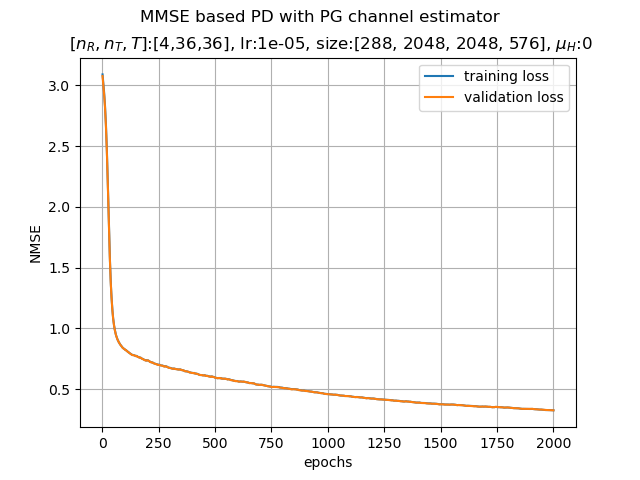 MMSE based PD with PG channel estimator
[n_R, n_T, T]:[4,36,36], lr:1e-05, size:[288, 2048, 2048, 576], μ_H:0
training loss
validation loss
NMSE
3.0
2.5
2.0
1.5
1.0
0.5
0 250 500 750 1000 1250 1500 1750 2000
epochs